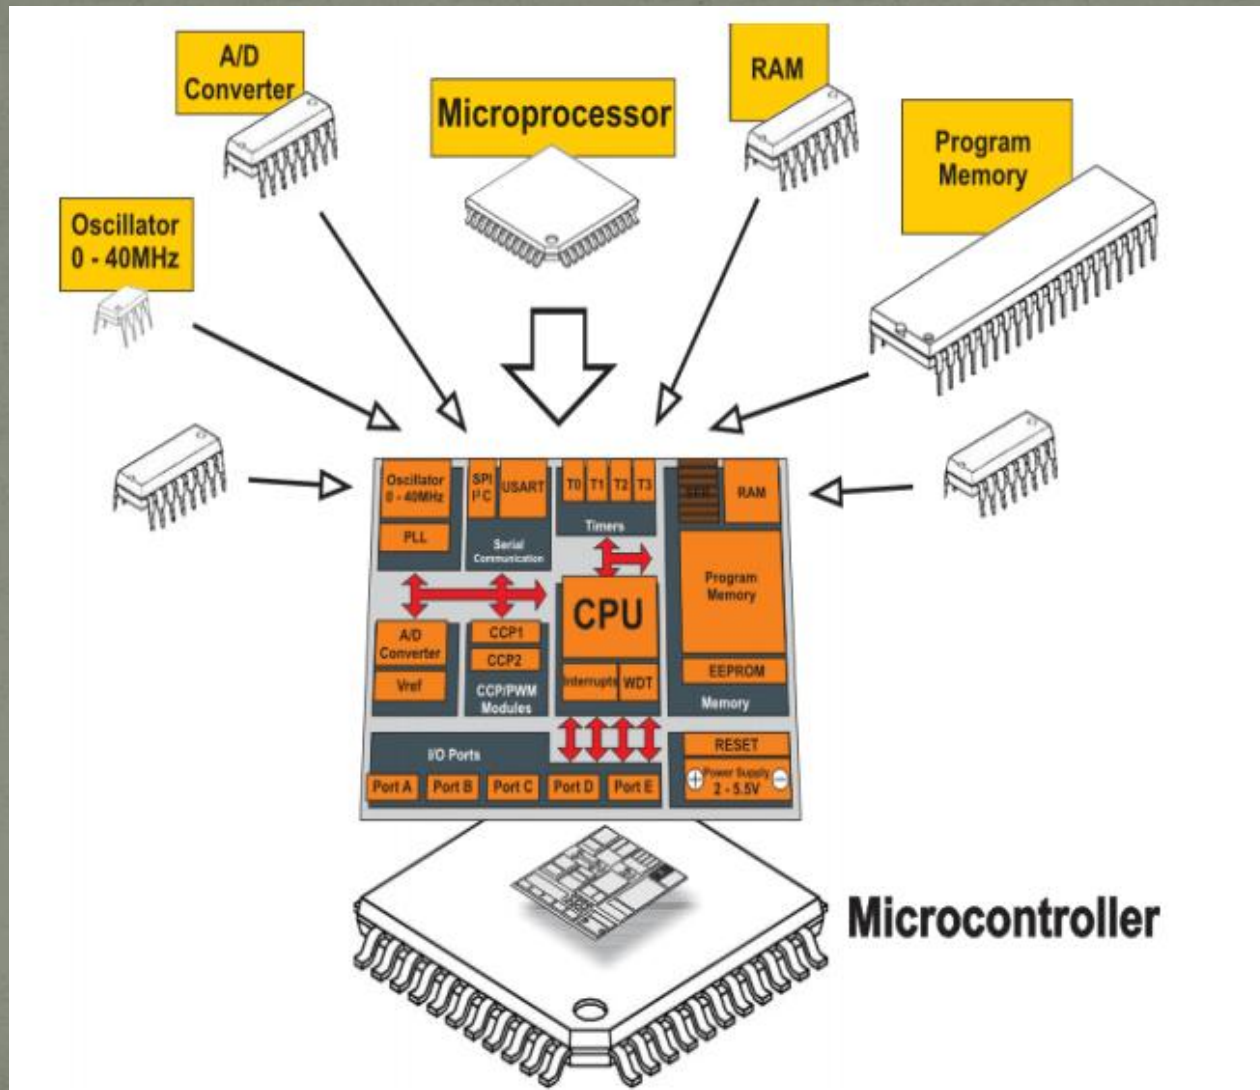 A/D
Converter
Microprocessor
RAM
Program
Memory
Oscillator
0 - 40MHz
Oscillator
0 - 40MHz
PLL
SPI
I²C
USART
Serial
Communication
T0 T1 T2 T3
Timers
RAM
Program
Memory
EEPROM
Memory
A/D
Converter
Vref
CCP1
CCP2
CCP/PWM
Modules
CPU
Interrupts WDT
I/O Ports
Port A Port B Port C Port D Port E
RESET
Power Supply
2 - 5.5V
Microcontroller